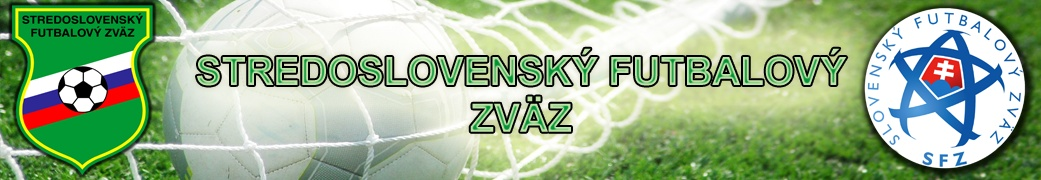 STREDOSLOVENSKÝ
FUTBALOVÝ ZVÄZ
STREDOSLOVENSKÝ FUTBALOVÝ
ZVÄZ
SLOVENSKÝ FUTBALOVÝ ZVÄZ
SFZ